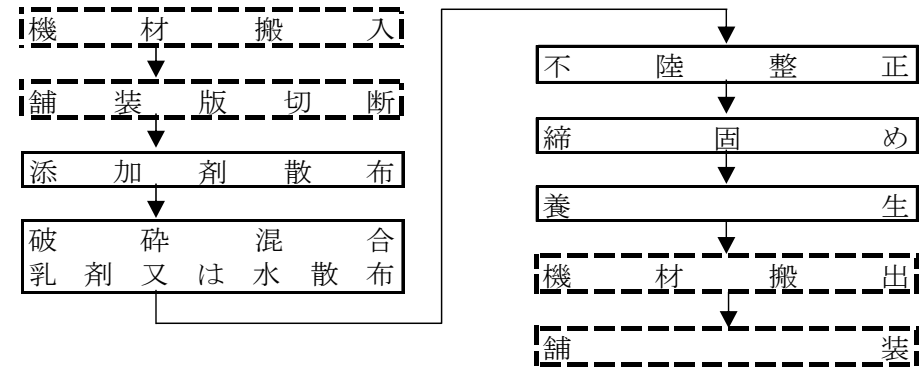 機材搬入
舗装版切断
添加剤散布
破砕混合
乳剤又は水散布
不陸整正
締固め
養生
機材搬出
舗装